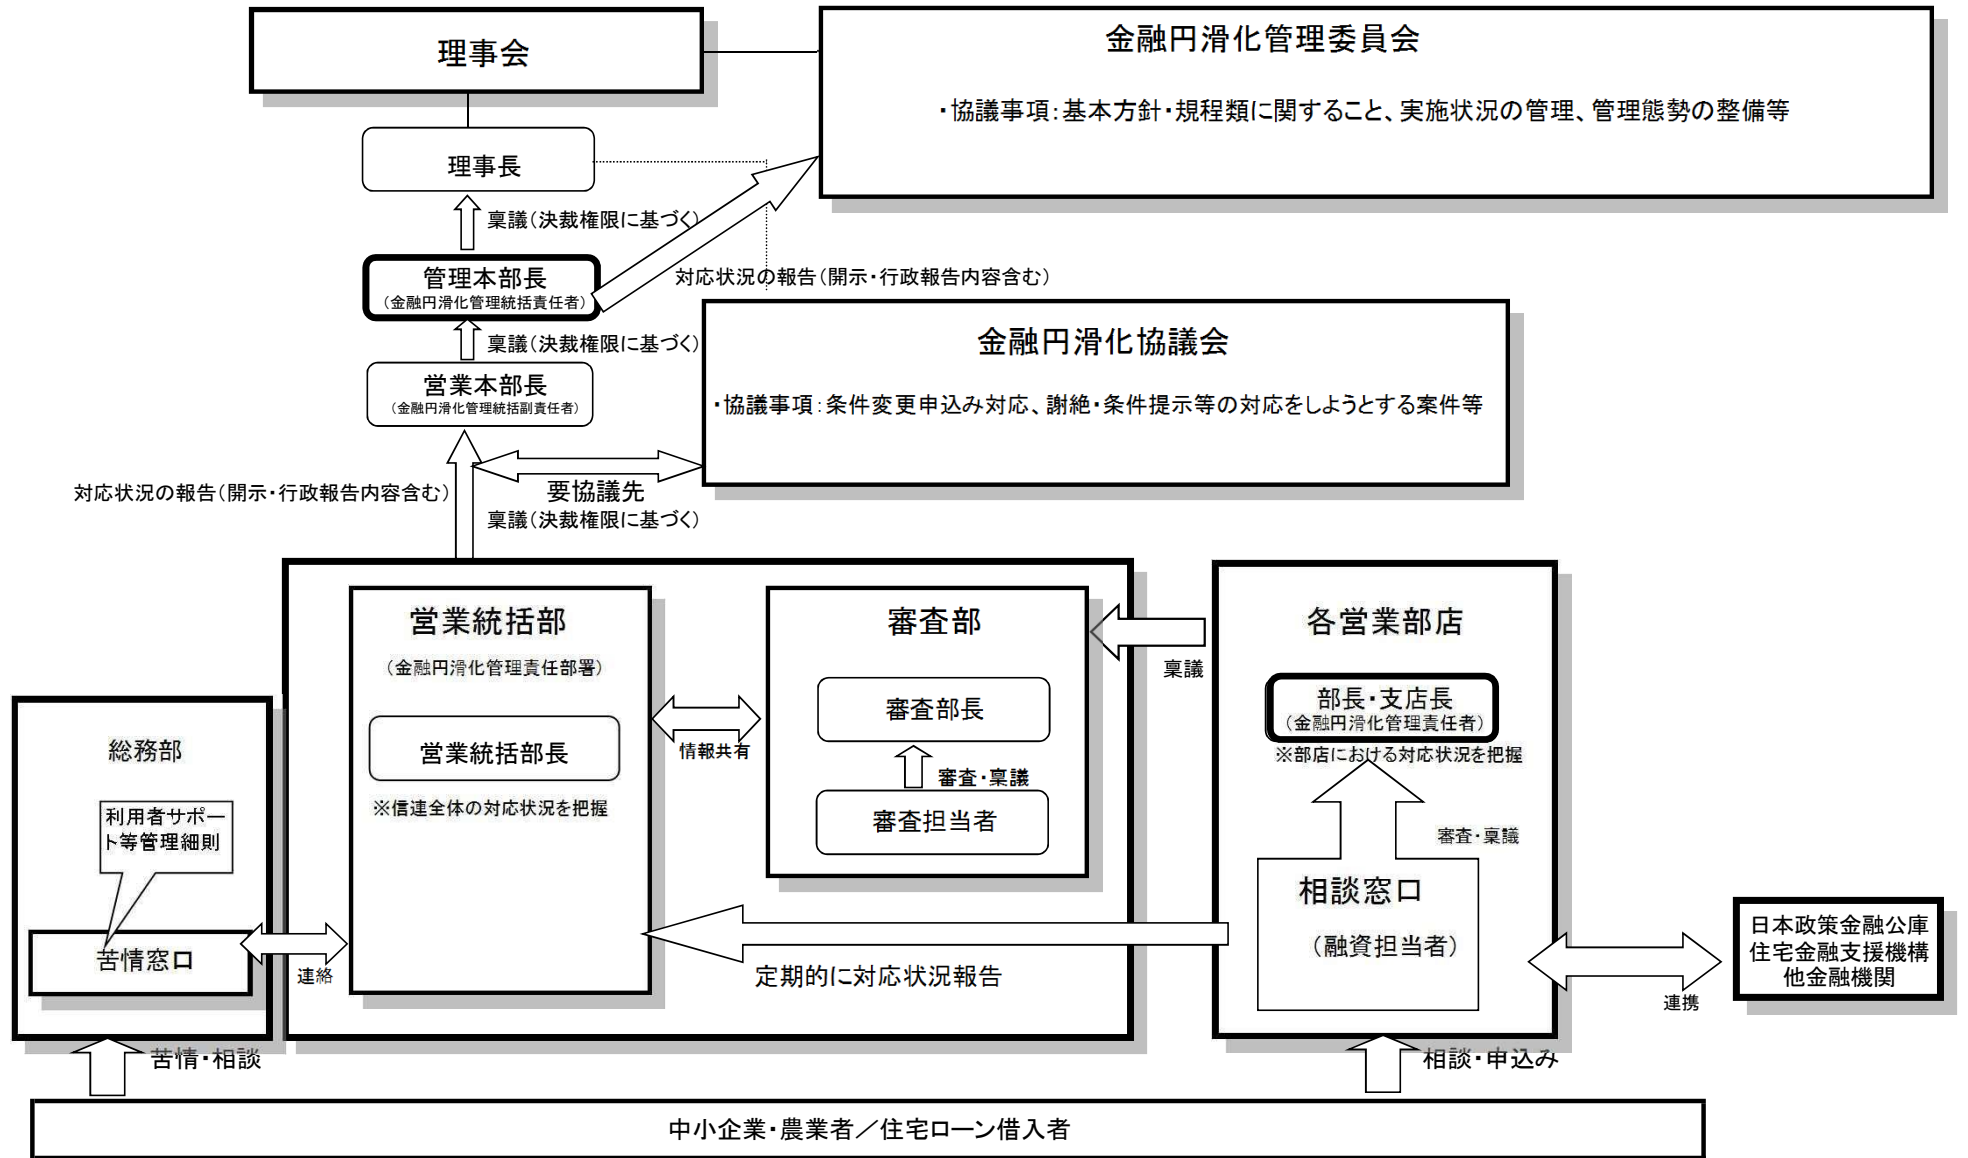 理事会
金融円滑化管理委員会
・協議事項：基本方針・規程類に関すること、実施状況の管理、管理態勢の整備等
理事長
稟議（決裁権限に基づく）
管理本部長
（金融円滑化管理統括責任者）
対応状況の報告（開示・行政報告内容含む）
稟議（決裁権限に基づく）
営業本部長
（金融円滑化管理統括副責任者）
金融円滑化協議会
・協議事項：条件変更申込み対応、謝絶・条件提示等の対応をしようとする案件等
対応状況の報告（開示・行政報告内容含む）
要協議先
稟議（決裁権限に基づく）
営業統括部
（金融円滑化管理責任部署）
営業統括部長
※信連全体の対応状況を把握
情報共有
審査部
審査部長
審査・稟議
審査担当者
稟議
各営業部店
部長・支店長
（金融円滑化管理責任者）
※部店における対応状況を把握
審査・稟議
相談窓口
（融資担当者）
総務部
利用者サポー
ト等管理細則
苦情窓口
連絡
定期的に対応状況報告
連携
日本政策金融公庫
住宅金融支援機構
他金融機関
苦情・相談
相談・申込み
中小企業・農業者／住宅ローン借入者